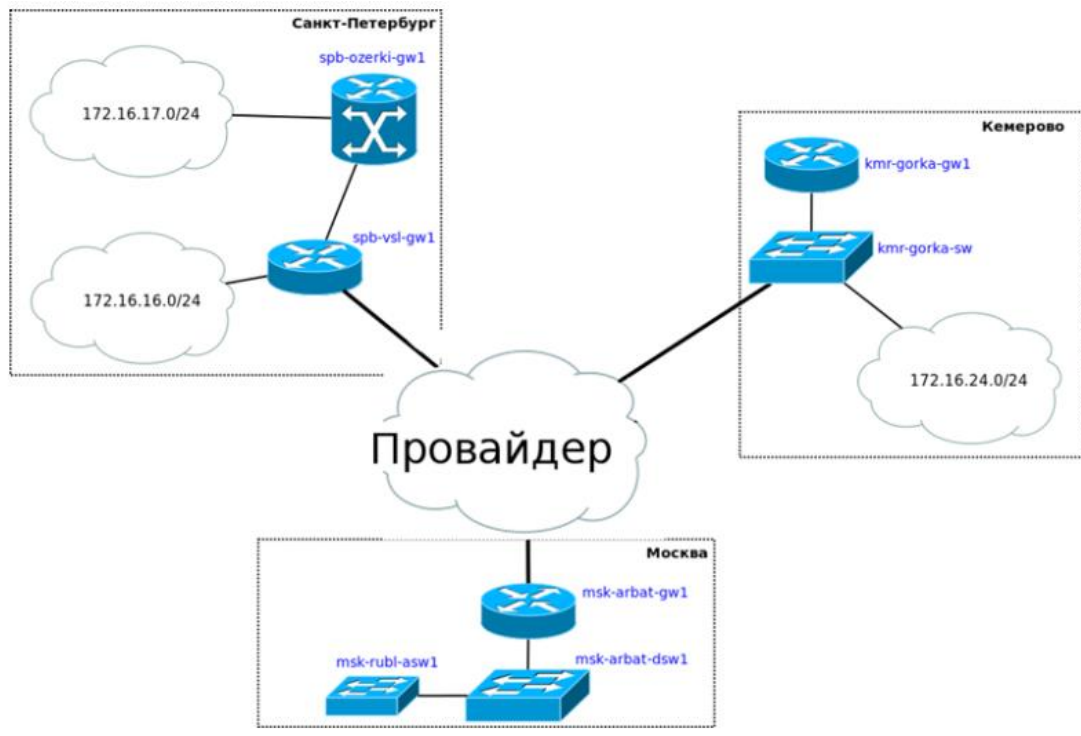 Санкт-Петербург
spb-ozerki-gw1
172.16.17.0/24
spb-vsl-gw1
172.16.16.0/24
Кемерово
kmr-gorka-gw1
kmr-gorka-sw
172.16.24.0/24
Провайдер
Москва
msk-arbat-gw1
msk-rubl-asw1
msk-arbat-dsw1